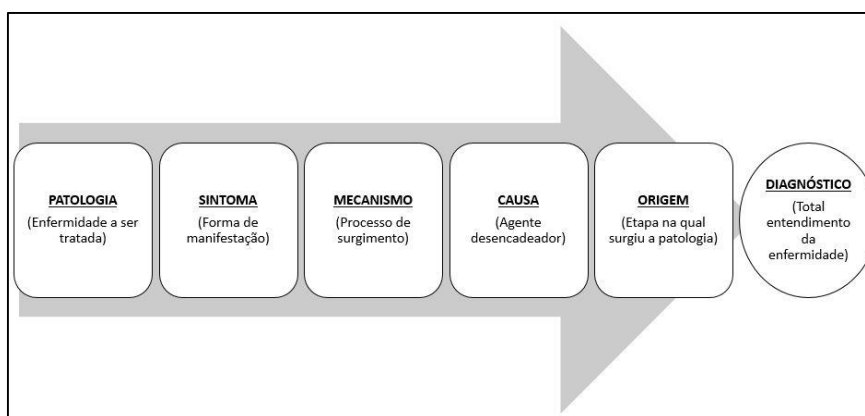 PATOLOGIA
(Enfermidade a ser
tratada)
SINTOMA
(Forma de
manifestação)
MECANISMO
(Processo de
surgimento)
CAUSA
(Agente
desencadeador)
ORIGEM
(Etapa na qual
surgiu a patologia)
DIAGNÓSTICO
(Total
entendimento
da
enfermidade)